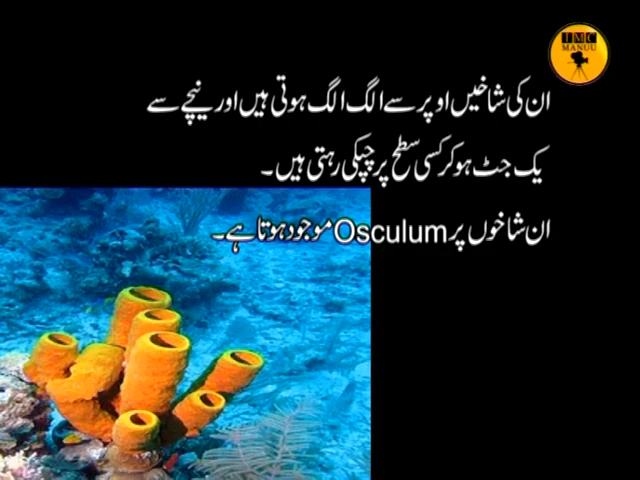 IMC
MANUU
ان کی شاخیں اوپر سے الگ الگ ہوتی ہیں اور نیچے سے
یک جٹ ہو کر کسی سطح پر چپکی رہتی ہیں۔
ان شاخوں پر Osculum موجود ہوتا ہے۔